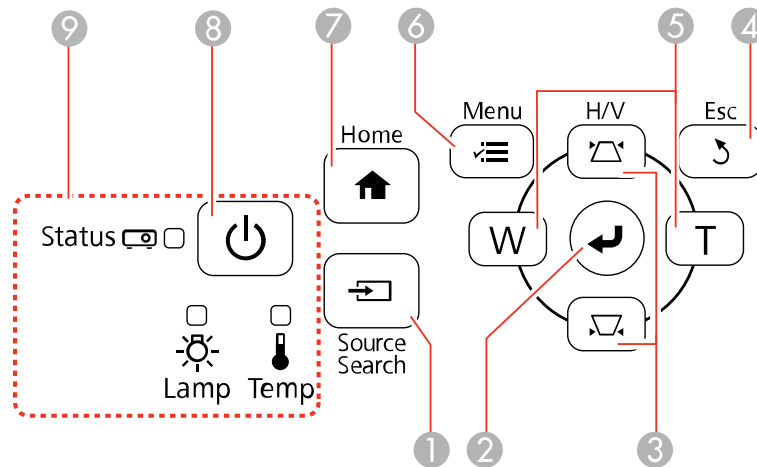 9 8 7 6 5 4
Menu H/V Esc
Home
Status W T
Source
Search
Lamp Temp
1 2 3